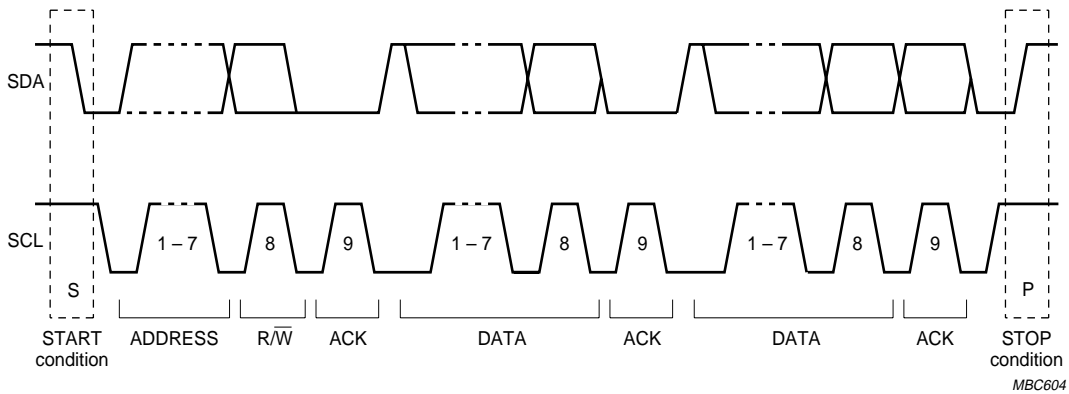 SDA
SCL
1 – 7
8
9
1 – 7
8
9
1 – 7
8
9
S
P
START
condition
ADDRESS
R/W̅
ACK
DATA
ACK
DATA
ACK
STOP
condition
MBC604